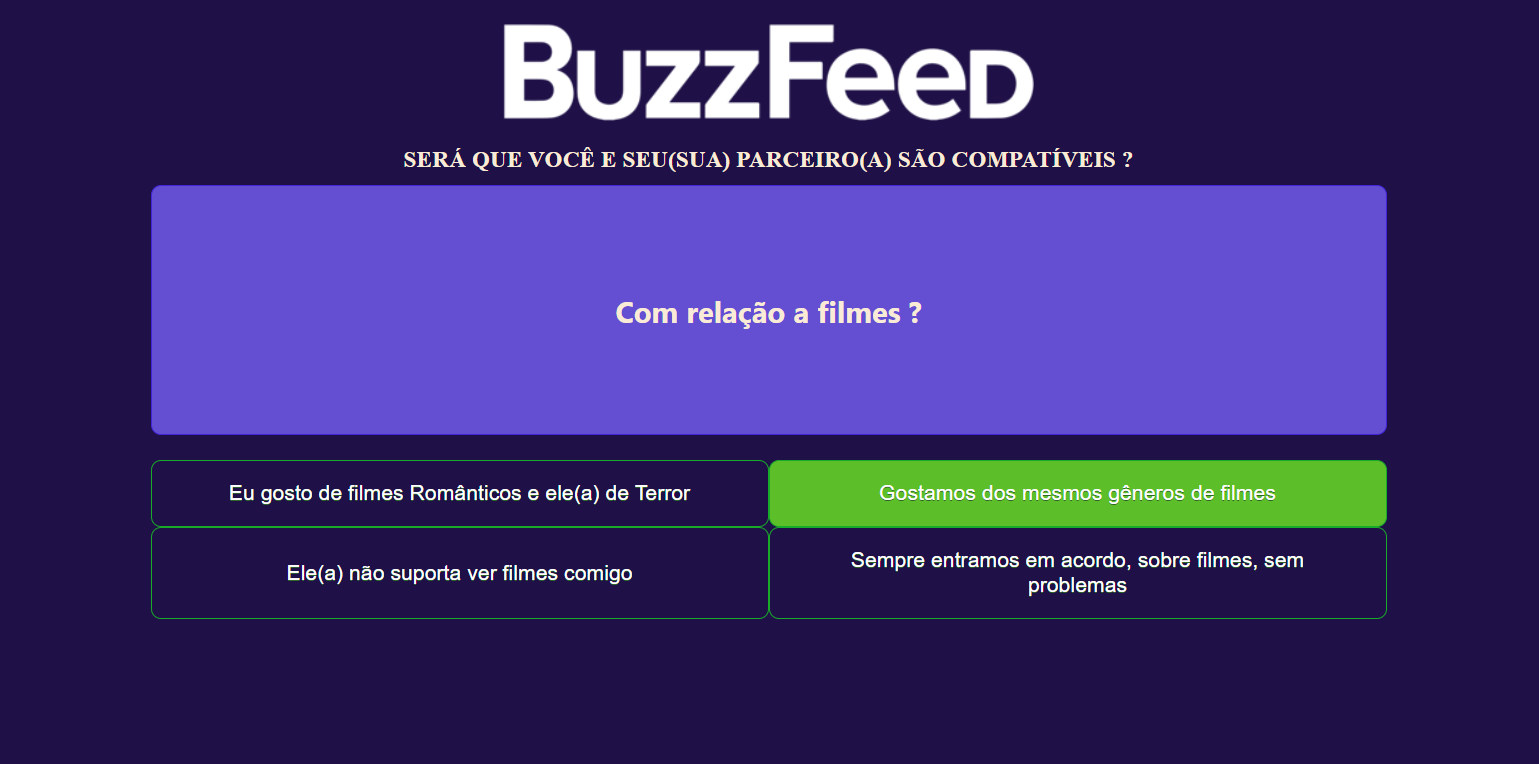 BuzzFeed
SERÁ QUE VOCÊ E SEU(SUA) PARCEIRO(A) SÃO COMPATÍVEIS ?
Com relação a filmes ?
Eu gosto de filmes Românticos e ele(a) de Terror
Gostamos dos mesmos gêneros de filmes
Ele(a) não suporta ver filmes comigo
Sempre entramos em acordo, sobre filmes, sem
problemas